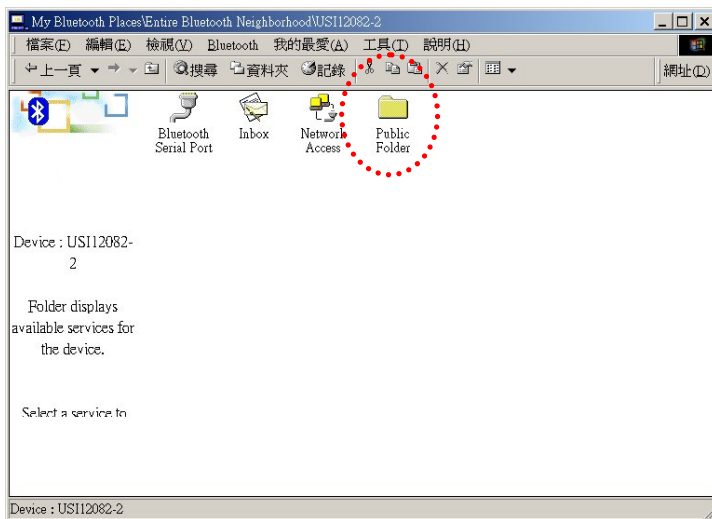 My Bluetooth Places\Entire Bluetooth Neighborhood\USI12082-2
檔案(F) 編輯(E) 檢視(V) Bluetooth 我的最愛(A) 工具(T) 說明(H)
上一頁 搜尋 資料夾 記錄 網址(D)
Bluetooth Serial Port
Inbox
Network Access
Public Folder
Device : USI12082-
2
Folder displays
available services for
the device.
Select a service to
Device : USI12082-2